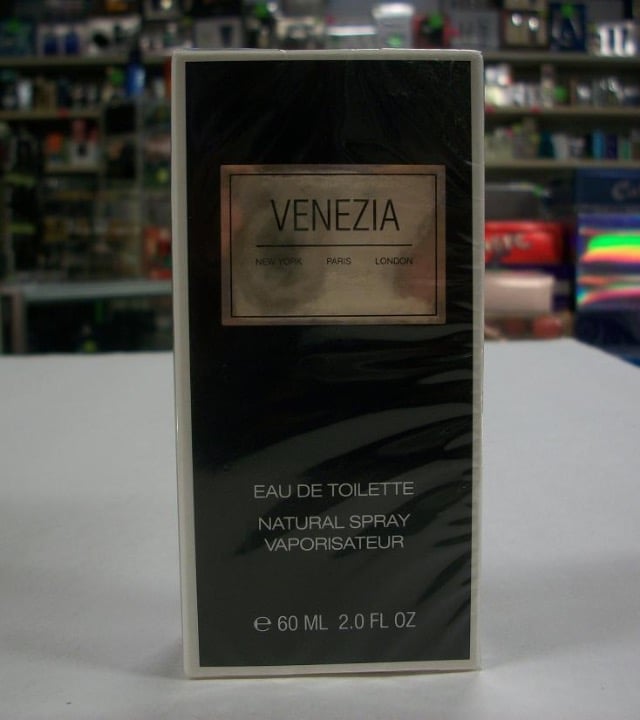 VENEZIA
NEW YORK PARIS LONDON
EAU DE TOILETTE
NATURAL SPRAY
VAPORISATEUR
℮ 60 ML 2.0 FL OZ